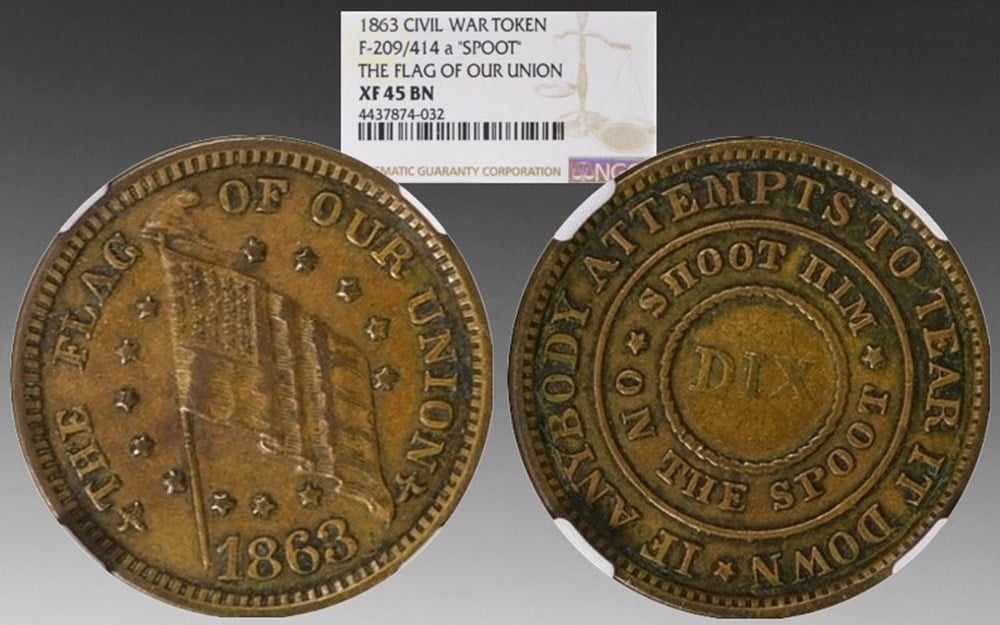 1863 CIVIL WAR TOKEN
F-209/414 a "SPOOT"
THE FLAG OF OUR UNION
XF 45 BN
4437874-032
GUARANTY CORPORATION NGC
THE FLAG OF OUR UNION
1863
IF ANYBODY ATTEMPTS TO TEAR IT DOWN
SHOOT HIM
ON THE SPOOT
DIX